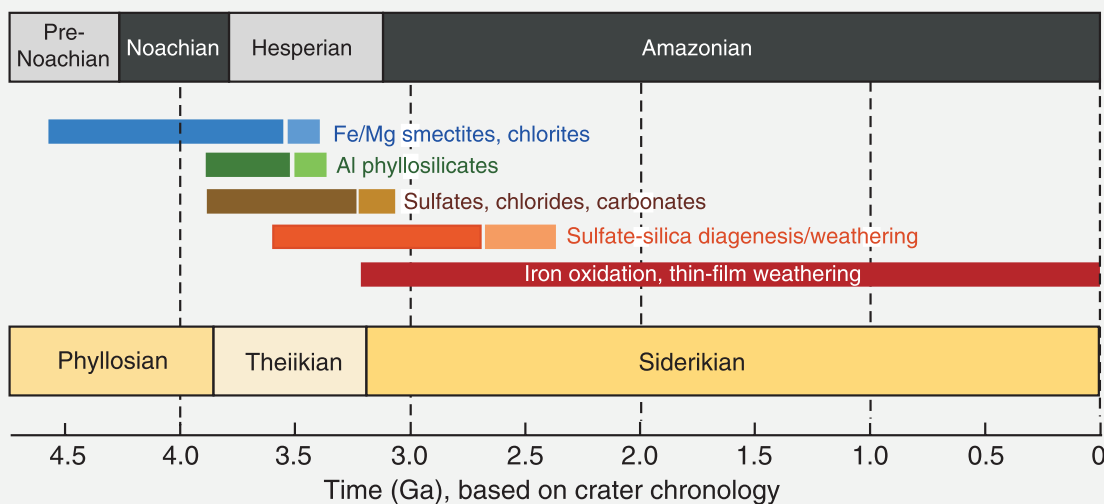 Pre-
Noachian
Noachian
Hesperian
Amazonian
Fe/Mg smectites, chlorites
Al phyllosilicates
Sulfates, chlorides, carbonates
Sulfate-silica diagenesis/weathering
Iron oxidation, thin-film weathering
Phyllosian
Theiikian
Siderikian
4.5 4.0 3.5 3.0 2.5 2.0 1.5 1.0 0.5 0
Time (Ga), based on crater chronology